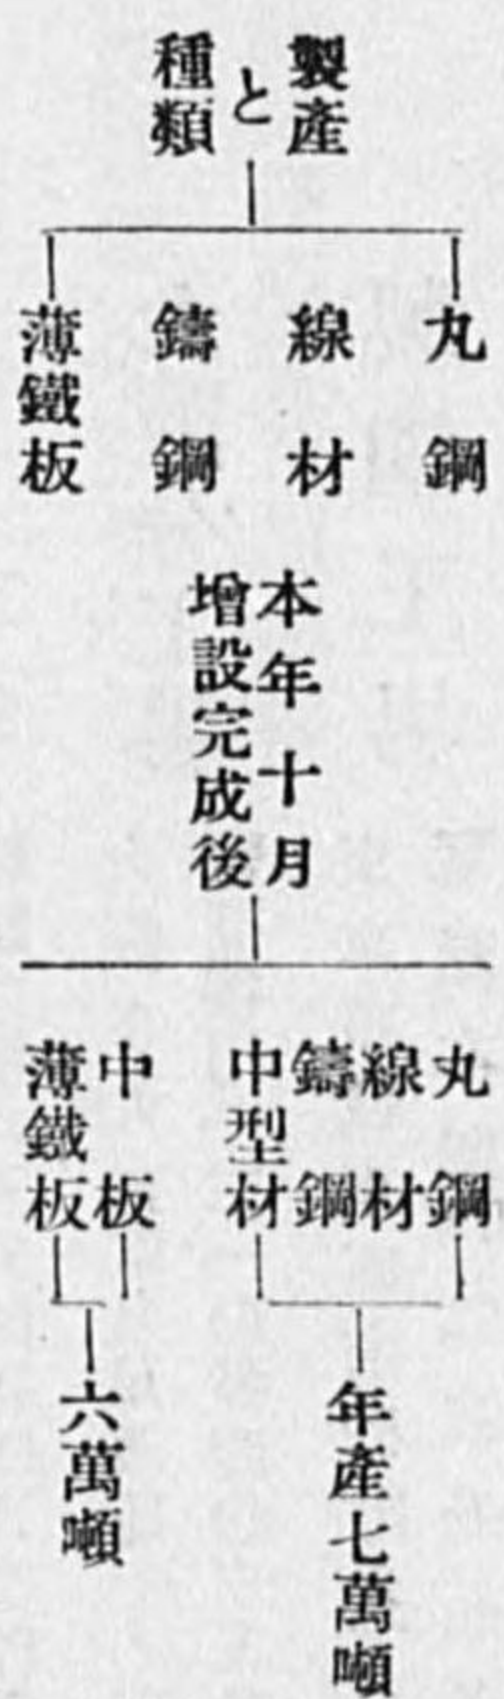 製產
と
種類
丸鋼
線材
鑄鋼
薄鐵板
本年十月
增設完成後
丸鋼
線材
鑄鋼
中型材
中板
薄鐵板
年產七萬噸
六萬噸